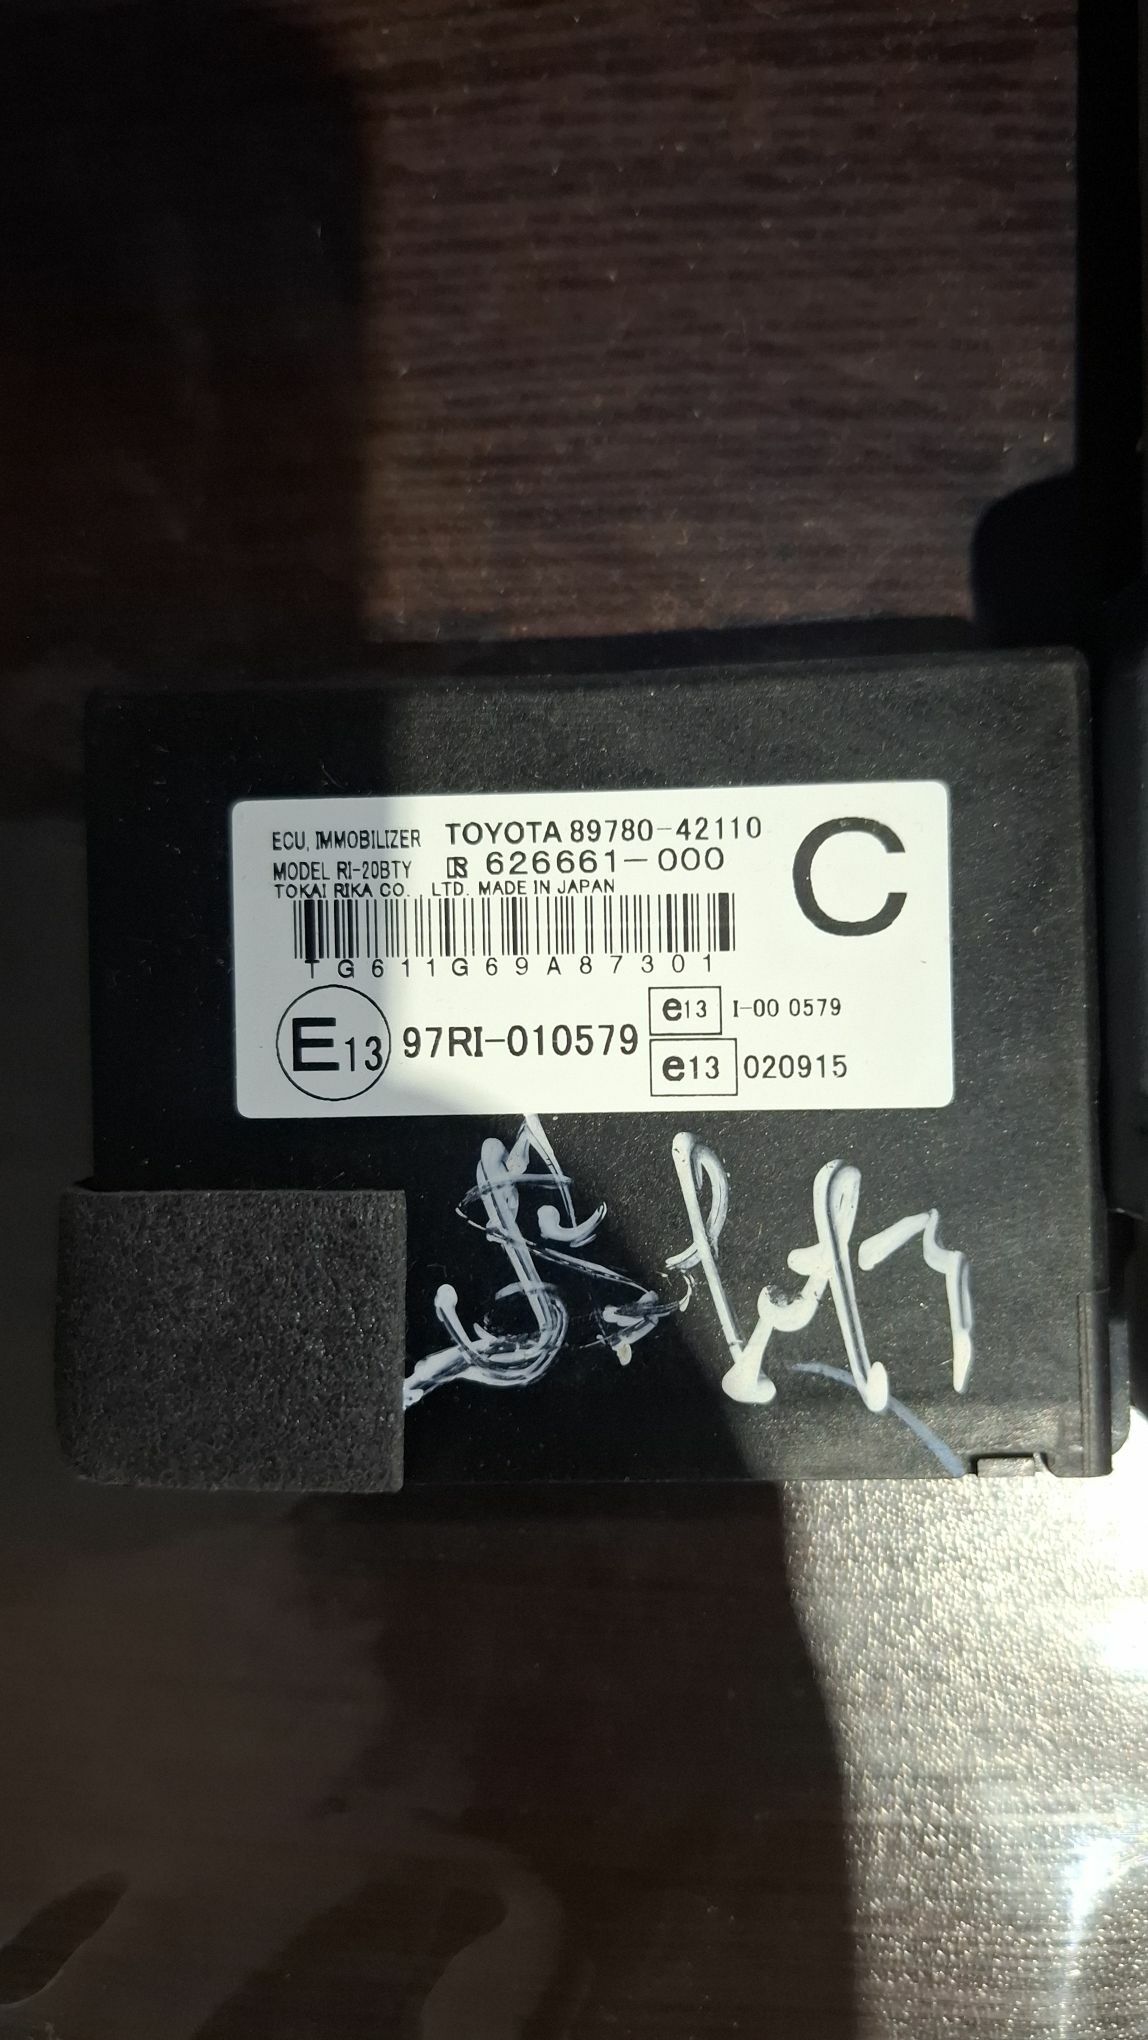 ECU, IMMOBILIZER TOYOTA 89780-42110
C
MODEL RI-20BTY R 626661-000
TOKAI RIKA CO., LTD. MADE IN JAPAN
TG611G69A87301
E13 97RI-010579
e13 I-00 0579
e13 020915